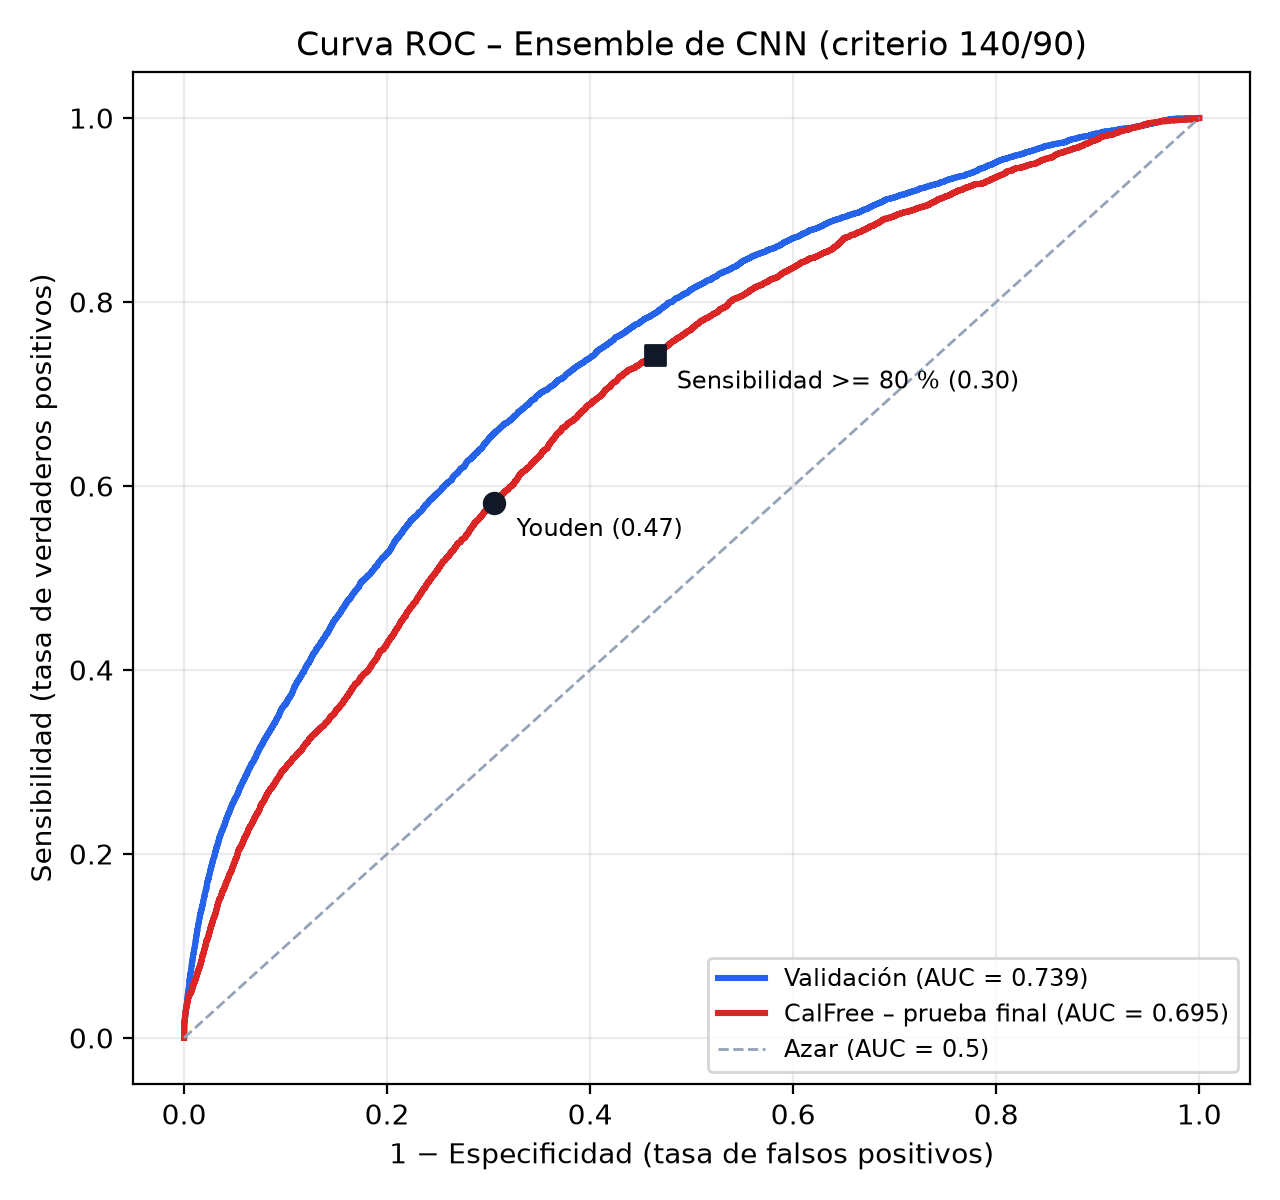 Curva ROC – Ensemble de CNN (criterio 140/90)
Sensibilidad (tasa de verdaderos positivos)
1.0
0.8
0.6
0.4
0.2
0.0
Sensibilidad >= 80 % (0.30)
Youden (0.47)
Validación (AUC = 0.739)
CalFree – prueba final (AUC = 0.695)
Azar (AUC = 0.5)
0.0 0.2 0.4 0.6 0.8 1.0
1 − Especificidad (tasa de falsos positivos)